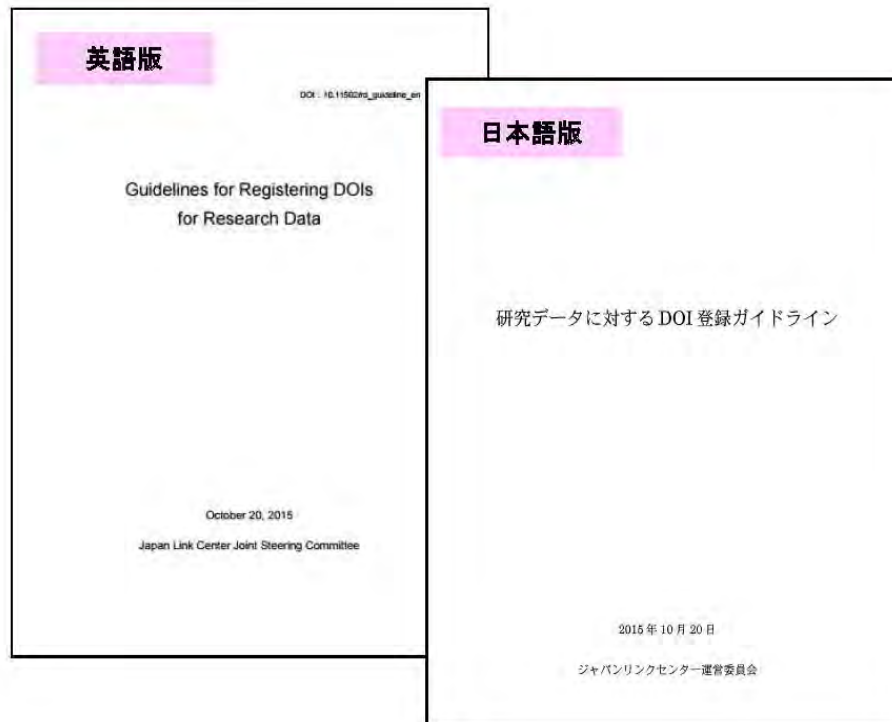 英語版
DOI : 10.11502/rd_guideline_en
Guidelines for Registering DOIs
for Research Data
October 20, 2015
Japan Link Center Joint Steering Committee
日本語版
研究データに対する DOI 登録ガイドライン
2015 年 10 月 20 日
ジャパンリンクセンター運営委員会